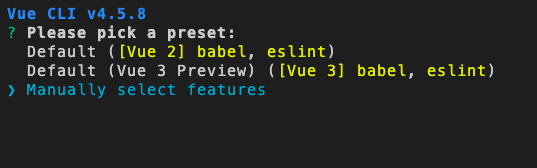 Vue CLI v4.5.8
? Please pick a preset:
Default ([Vue 2] babel, eslint)
Default (Vue 3 Preview) ([Vue 3] babel, eslint)
❯ Manually select features